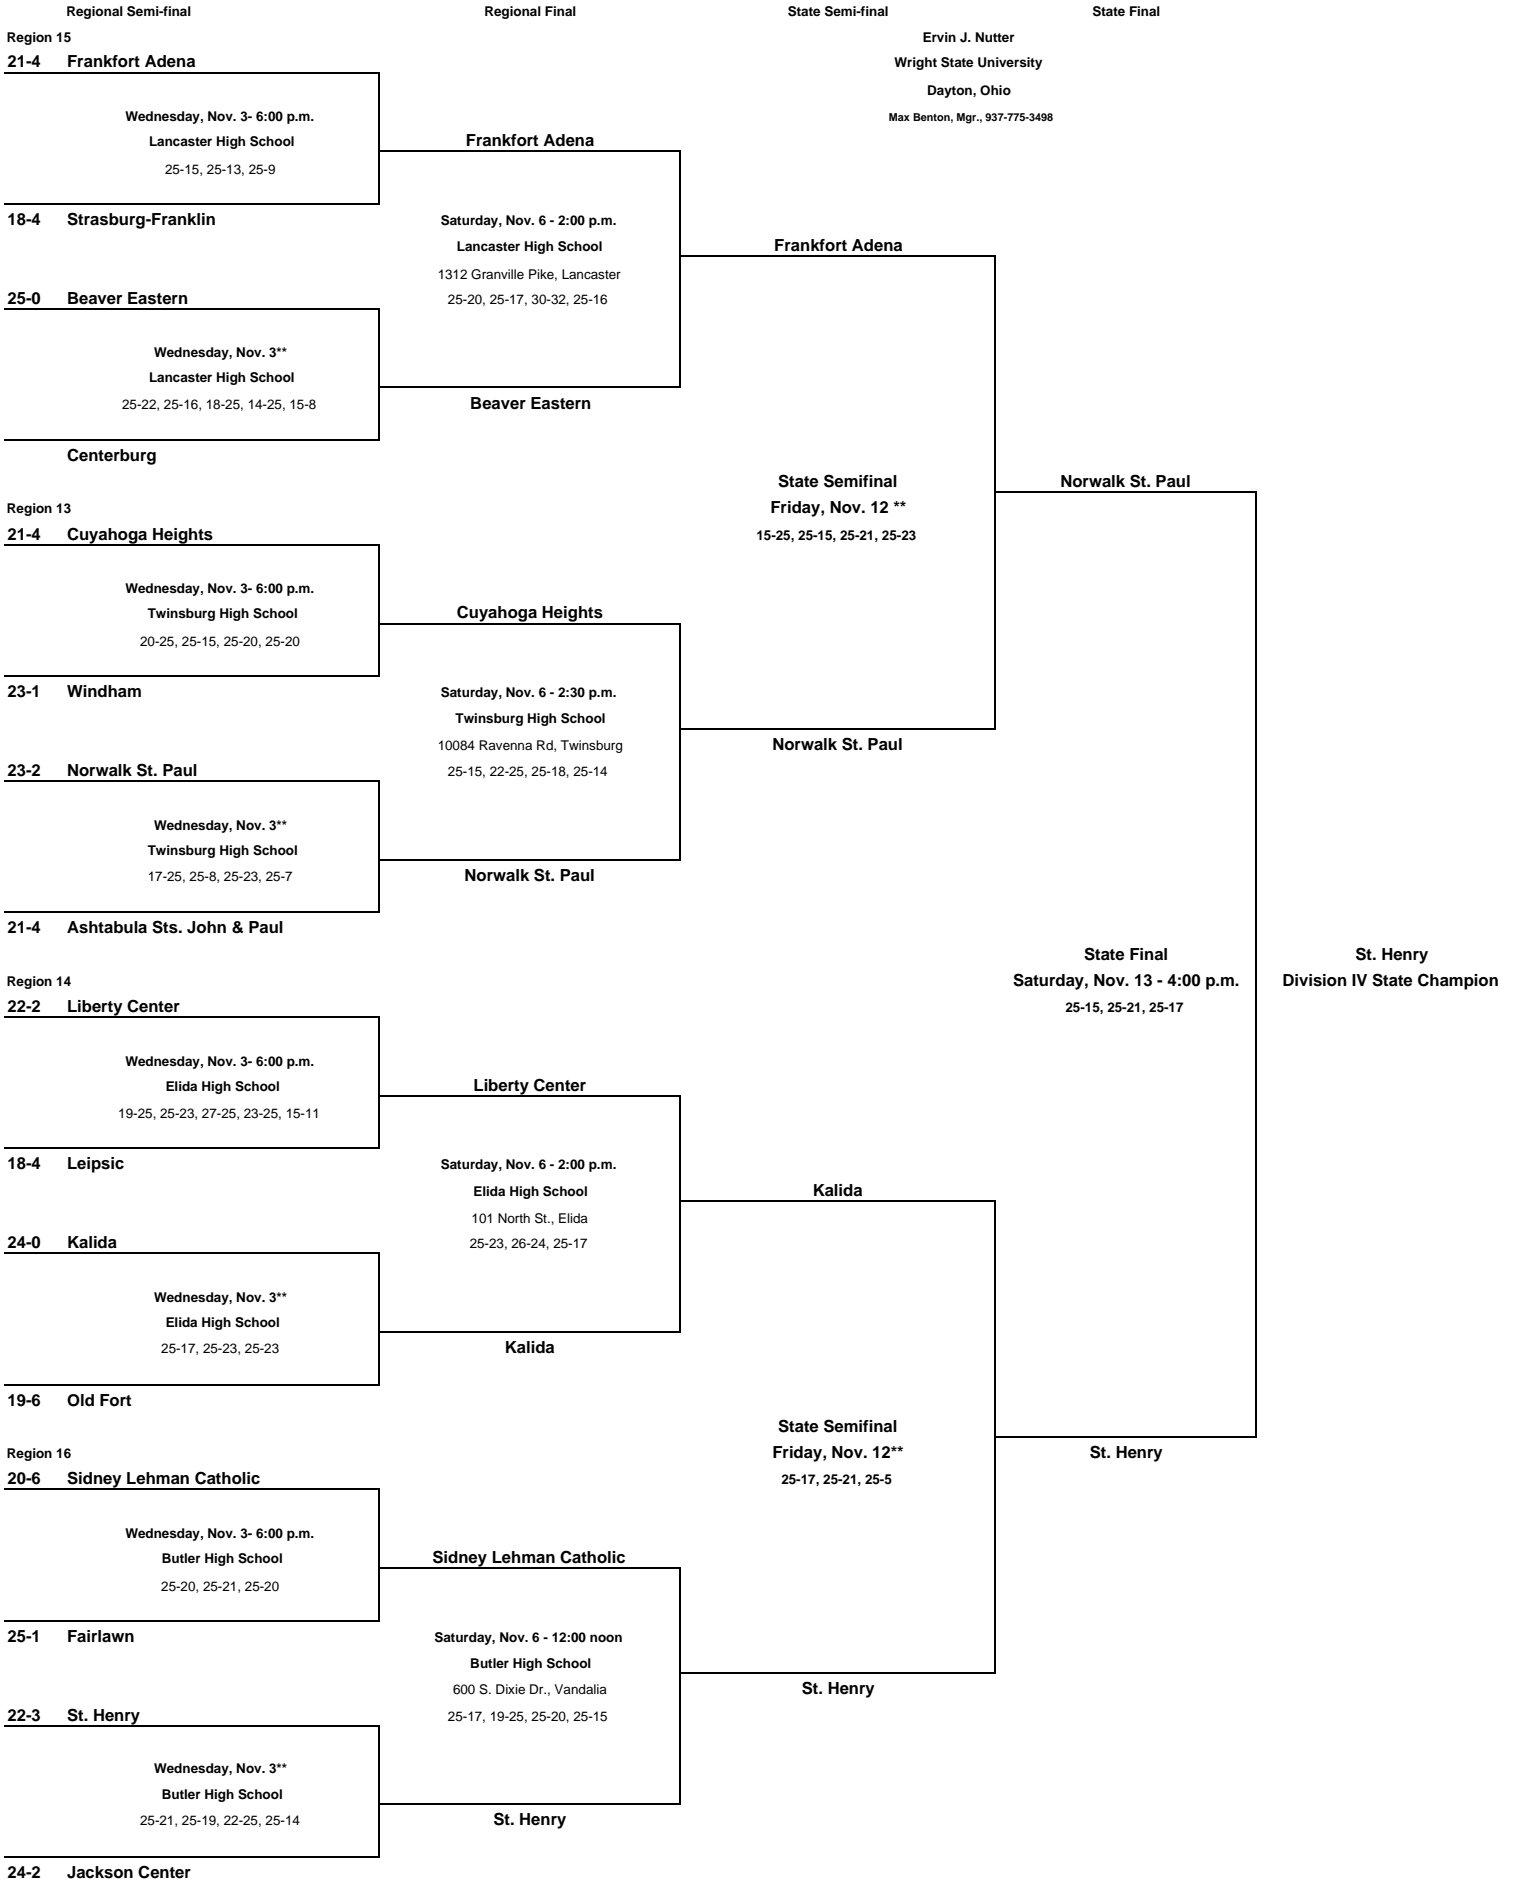 Regional Semi-final Regional Final State Semi-final State Final
Region 15 Ervin J. Nutter
21-4 Frankfort Adena Wright State University
Dayton, Ohio
Wednesday, Nov. 3- 6:00 p.m. Max Benton, Mgr., 937-775-3498
Lancaster High School Frankfort Adena
25-15, 25-13, 25-9
18-4 Strasburg-Franklin Saturday, Nov. 6 - 2:00 p.m.
Lancaster High School Frankfort Adena
1312 Granville Pike, Lancaster
25-0 Beaver Eastern 25-20, 25-17, 30-32, 25-16
Wednesday, Nov. 3**
Lancaster High School
25-22, 25-16, 18-25, 14-25, 15-8 Beaver Eastern
Centerburg
State Semifinal Norwalk St. Paul
Region 13 Friday, Nov. 12 **
21-4 Cuyahoga Heights 15-25, 25-15, 25-21, 25-23
Wednesday, Nov. 3- 6:00 p.m.
Twinsburg High School Cuyahoga Heights
20-25, 25-15, 25-20, 25-20
23-1 Windham Saturday, Nov. 6 - 2:30 p.m.
Twinsburg High School
10084 Ravenna Rd, Twinsburg Norwalk St. Paul
23-2 Norwalk St. Paul 25-15, 22-25, 25-18, 25-14
Wednesday, Nov. 3**
Twinsburg High School
17-25, 25-8, 25-23, 25-7 Norwalk St. Paul
21-4 Ashtabula Sts. John & Paul
State Final St. Henry
Region 14 Saturday, Nov. 13 - 4:00 p.m. Division IV State Champion
22-2 Liberty Center 25-15, 25-21, 25-17
Wednesday, Nov. 3- 6:00 p.m.
Elida High School Liberty Center
19-25, 25-23, 27-25, 23-25, 15-11
18-4 Leipsic Saturday, Nov. 6 - 2:00 p.m.
Elida High School Kalida
101 North St., Elida
24-0 Kalida 25-23, 26-24, 25-17
Wednesday, Nov. 3**
Elida High School
25-17, 25-23, 25-23 Kalida
19-6 Old Fort
State Semifinal
Region 16 Friday, Nov. 12** St. Henry
20-6 Sidney Lehman Catholic 25-17, 25-21, 25-5
Wednesday, Nov. 3- 6:00 p.m.
Butler High School Sidney Lehman Catholic
25-20, 25-21, 25-20
25-1 Fairlawn Saturday, Nov. 6 - 12:00 noon
Butler High School
600 S. Dixie Dr., Vandalia St. Henry
22-3 St. Henry 25-17, 19-25, 25-20, 25-15
Wednesday, Nov. 3**
Butler High School
25-21, 25-19, 22-25, 25-14 St. Henry
24-2 Jackson Center